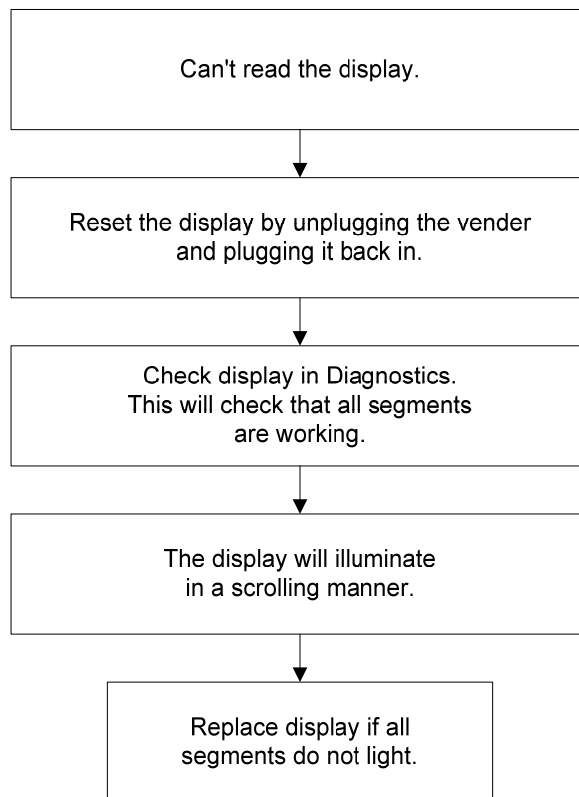 Can't read the display.
Reset the display by unplugging the vender
and plugging it back in.
Check display in Diagnostics.
This will check that all segments
are working.
The display will illuminate
in a scrolling manner.
Replace display if all
segments do not light.